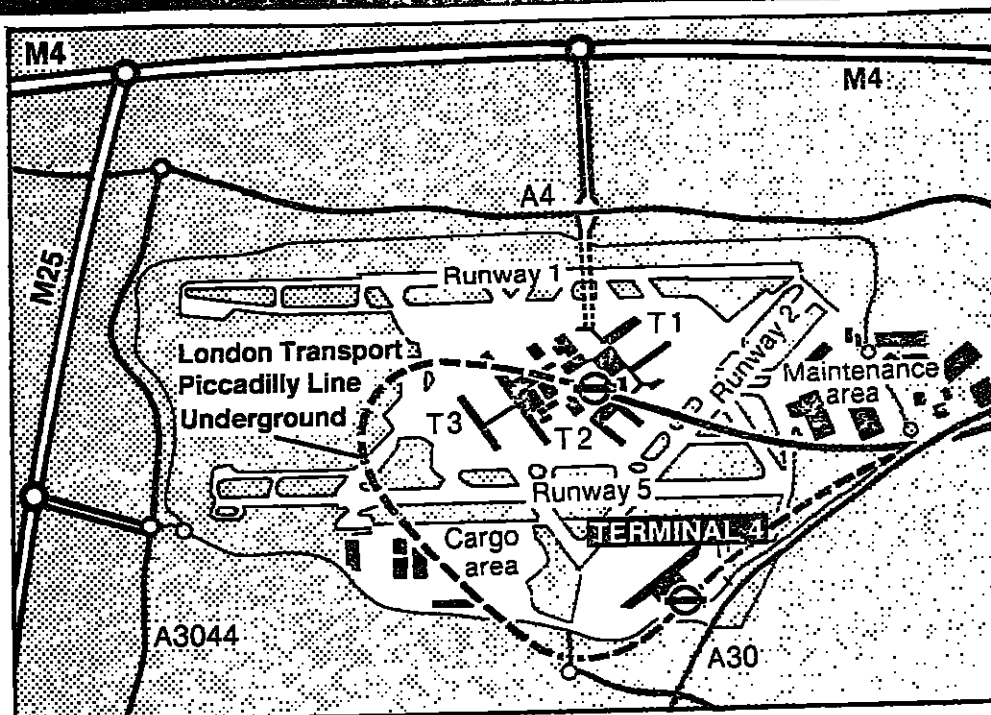 M4
M4
A4
M25
Runway 1
T1
Runway 2
London Transport
Piccadilly Line
Underground
Maintenance
area
T3
T2
Runway 5
TERMINAL 4
Cargo
area
A3044
A30